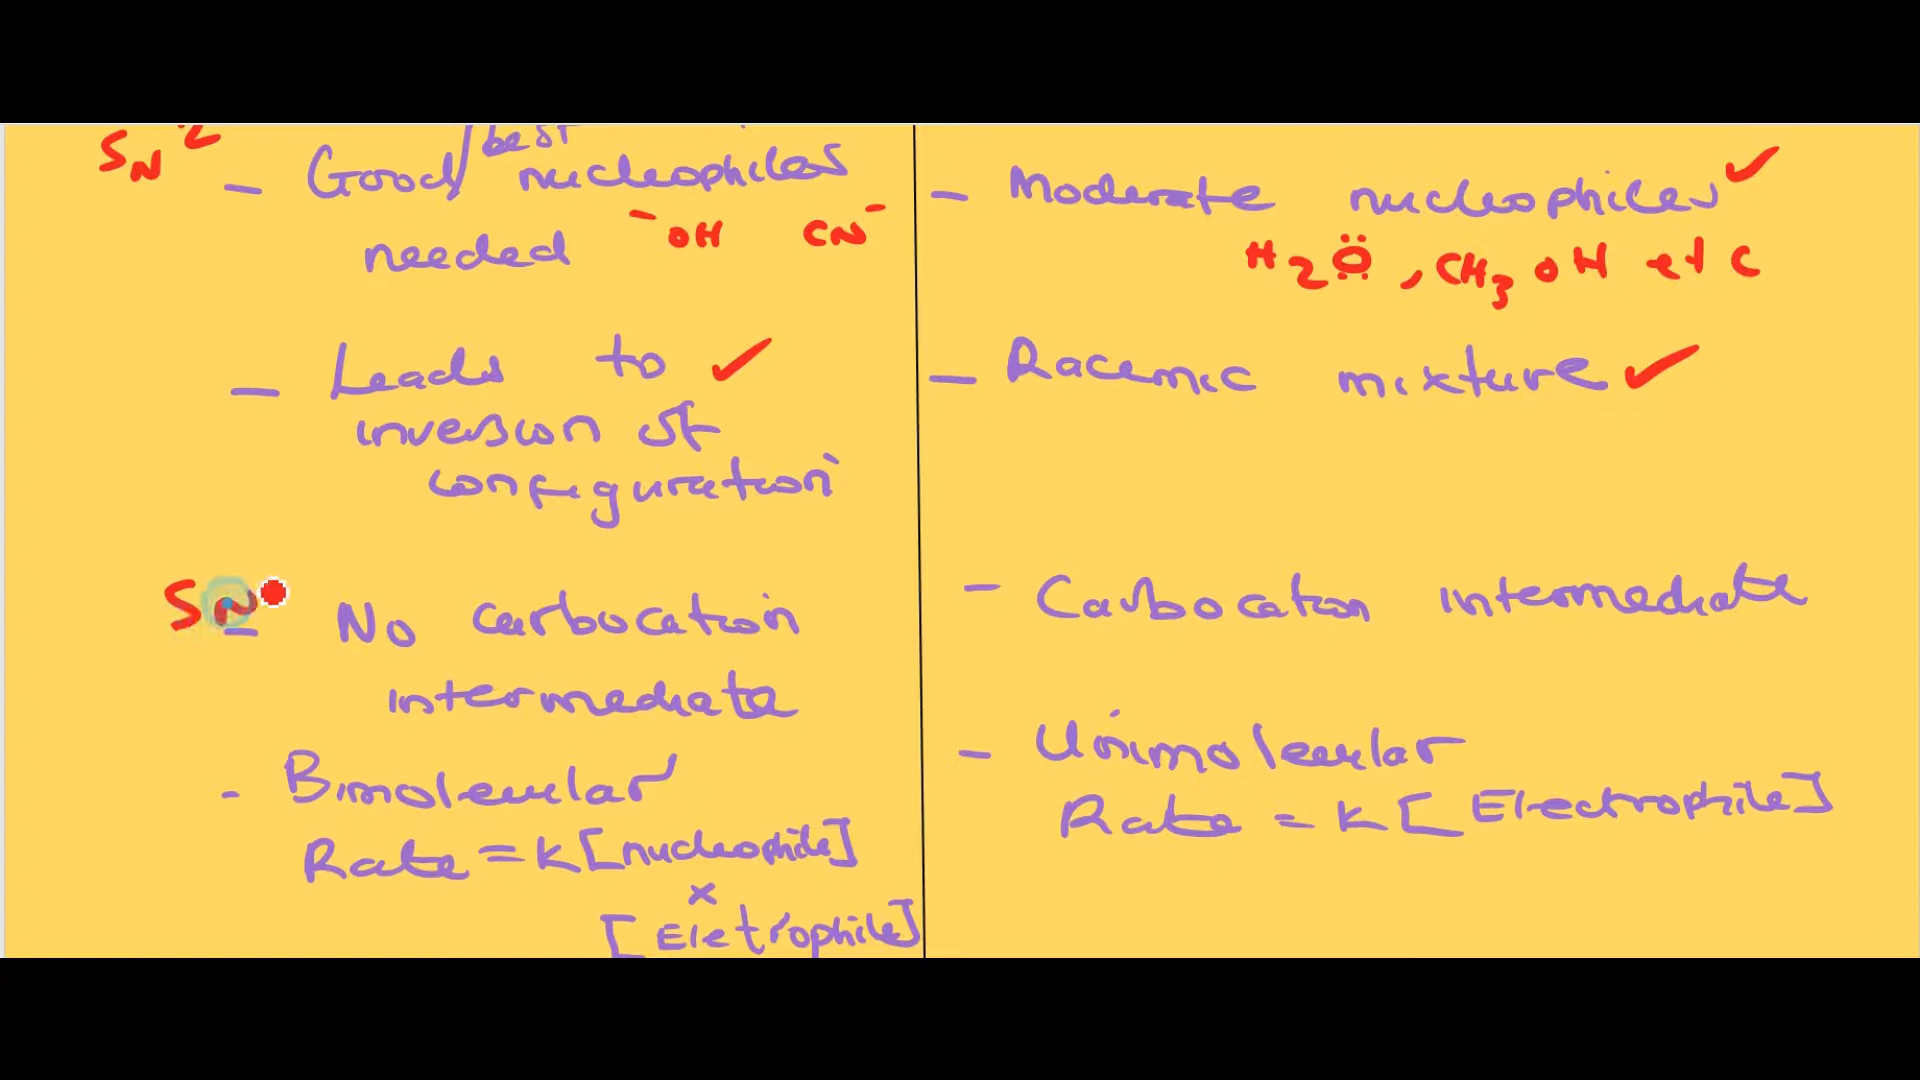 SN2
- Good/best nucleophiles
needed -OH CN-
- Leads to ✓
inversion of
configuration
SN
- No carbocation
intermediate
- Bimolecular
Rate = K[nucleophile]
x
[Eletrophile]
- Moderate nucleophiles ✓
H2Ö, CH3OH etc
- Racemic mixture ✓
- Carbocation intermediate
- Unimolecular
Rate = K[Electrophile]